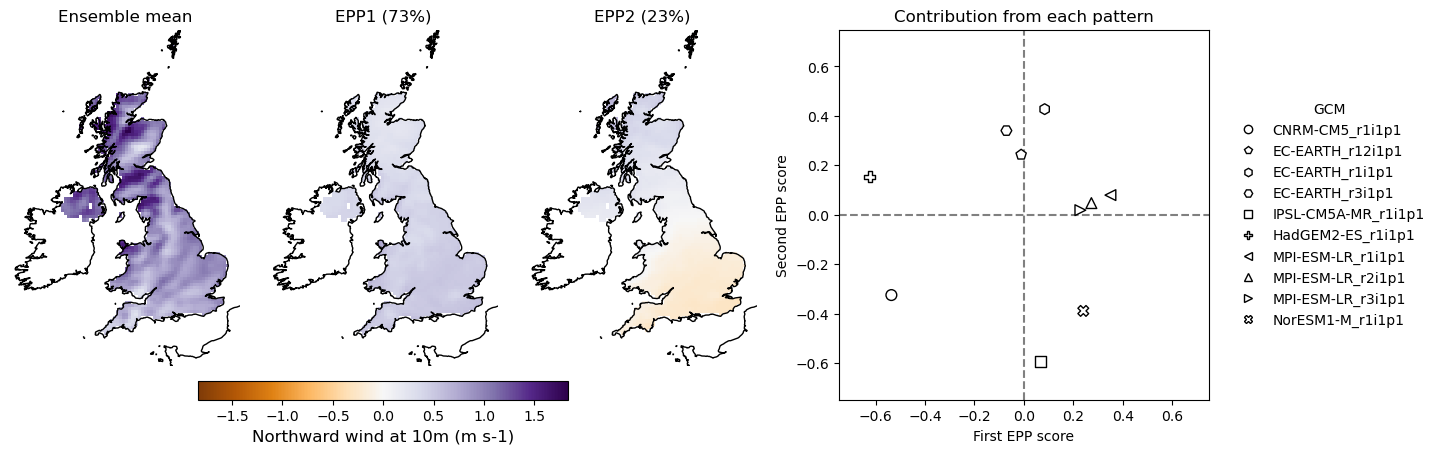 Ensemble mean
EPP1 (73%)
EPP2 (23%)
−1.5 −1.0 −0.5 0.0 0.5 1.0 1.5
Northward wind at 10m (m s-1)
Contribution from each pattern
Second EPP score
0.6
0.4
0.2
0.0
−0.2
−0.4
−0.6
−0.6 −0.4 −0.2 0.0 0.2 0.4 0.6
First EPP score
GCM
CNRM-CM5_r1i1p1
EC-EARTH_r12i1p1
EC-EARTH_r1i1p1
EC-EARTH_r3i1p1
IPSL-CM5A-MR_r1i1p1
HadGEM2-ES_r1i1p1
MPI-ESM-LR_r1i1p1
MPI-ESM-LR_r2i1p1
MPI-ESM-LR_r3i1p1
NorESM1-M_r1i1p1